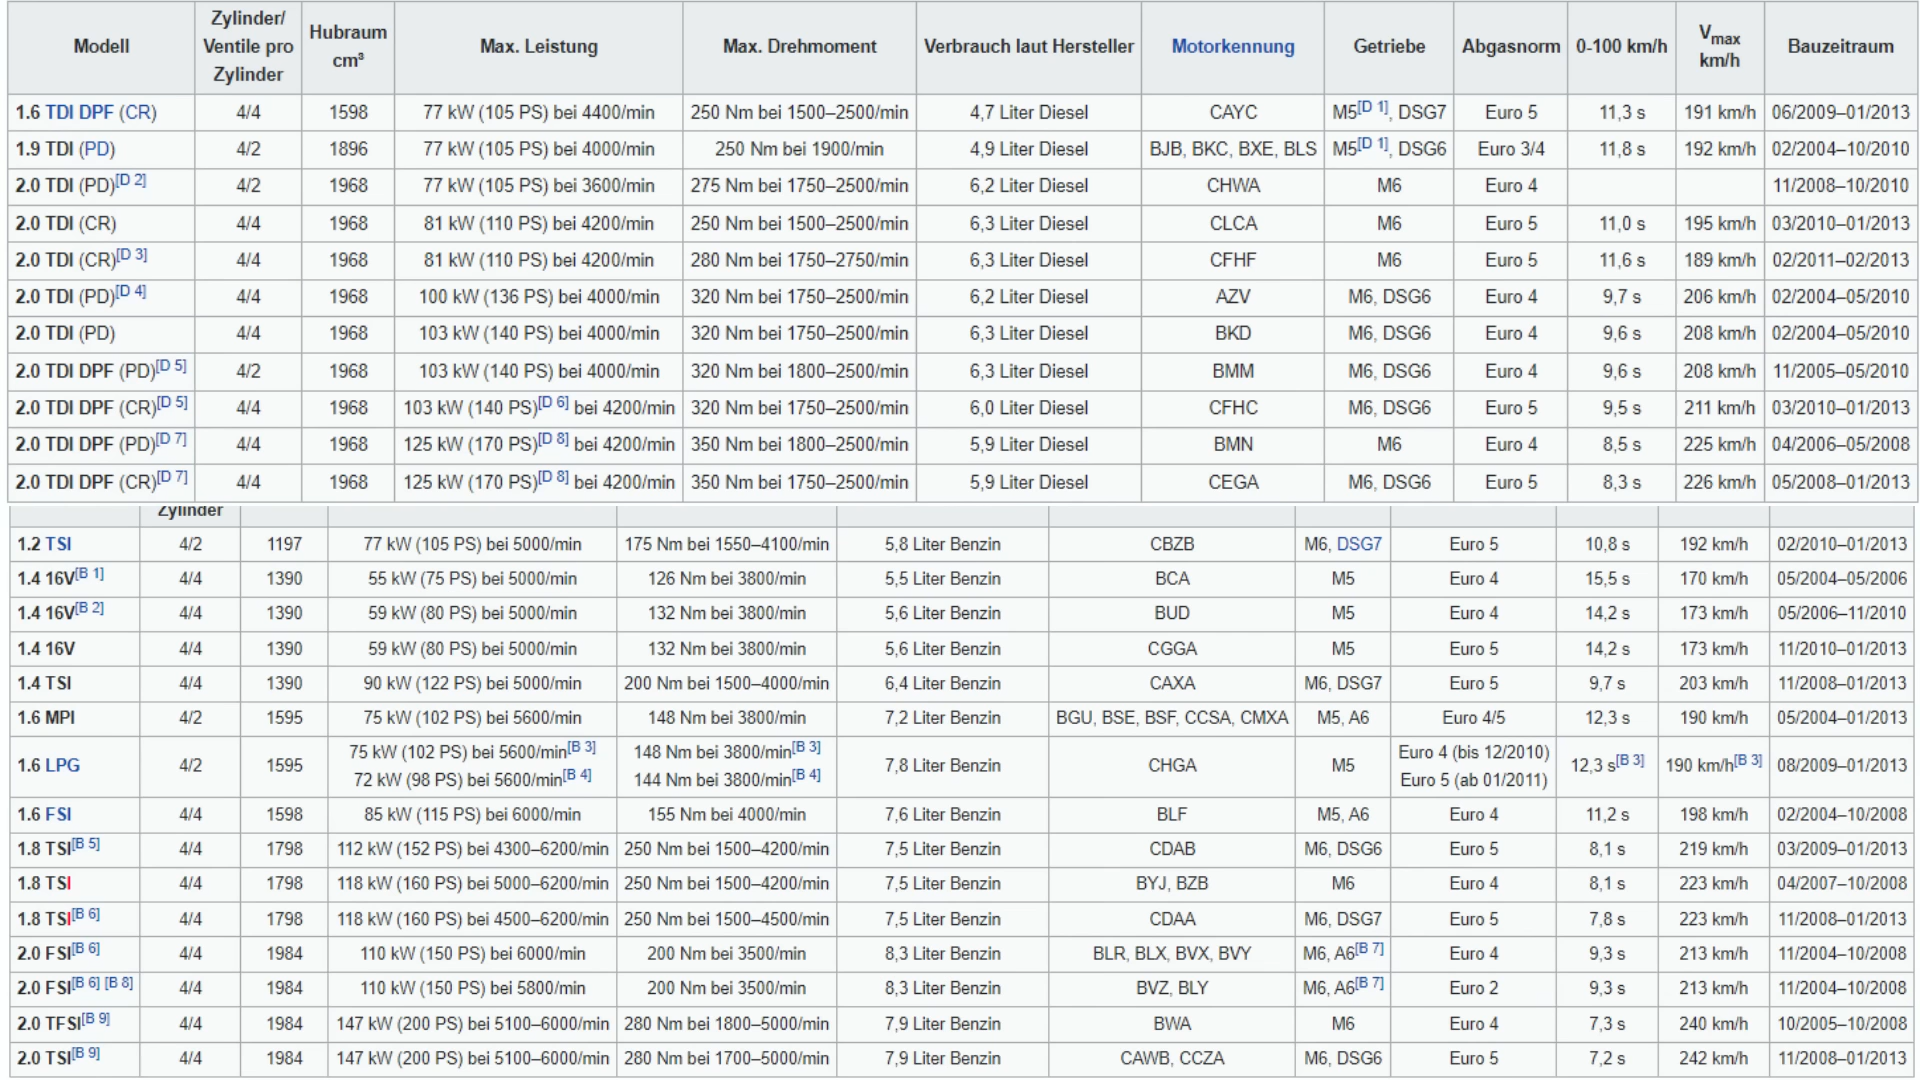 Modell Zylinder/ Ventile pro Zylinder Hubraum cm³ Max. Leistung Max. Drehmoment Verbrauch laut Hersteller Motorkennung Getriebe Abgasnorm 0-100 km/h Vmax km/h Bauzeitraum
1.6 TDI DPF (CR) 4/4 1598 77 kW (105 PS) bei 4400/min 250 Nm bei 1500–2500/min 4,7 Liter Diesel CAYC M5[D 1], DSG7 Euro 5 11,3 s 191 km/h 06/2009–01/2013
1.9 TDI (PD) 4/2 1896 77 kW (105 PS) bei 4000/min 250 Nm bei 1900/min 4,9 Liter Diesel BJB, BKC, BXE, BLS M5[D 1], DSG6 Euro 3/4 11,8 s 192 km/h 02/2004–10/2010
2.0 TDI (PD)[D 2] 4/2 1968 77 kW (105 PS) bei 3600/min 275 Nm bei 1750–2500/min 6,2 Liter Diesel CHWA M6 Euro 4 11/2008–10/2010
2.0 TDI (CR) 4/4 1968 81 kW (110 PS) bei 4200/min 250 Nm bei 1500–2500/min 6,3 Liter Diesel CLCA M6 Euro 5 11,0 s 195 km/h 03/2010–01/2013
2.0 TDI (CR)[D 3] 4/4 1968 81 kW (110 PS) bei 4200/min 280 Nm bei 1750–2750/min 6,3 Liter Diesel CFHF M6 Euro 5 11,6 s 189 km/h 02/2011–02/2013
2.0 TDI (PD)[D 4] 4/4 1968 100 kW (136 PS) bei 4000/min 320 Nm bei 1750–2500/min 6,2 Liter Diesel AZV M6, DSG6 Euro 4 9,7 s 206 km/h 02/2004–05/2010
2.0 TDI (PD) 4/4 1968 103 kW (140 PS) bei 4000/min 320 Nm bei 1750–2500/min 6,3 Liter Diesel BKD M6, DSG6 Euro 4 9,6 s 208 km/h 02/2004–05/2010
2.0 TDI DPF (PD)[D 5] 4/2 1968 103 kW (140 PS) bei 4000/min 320 Nm bei 1800–2500/min 6,3 Liter Diesel BMM M6, DSG6 Euro 4 9,6 s 208 km/h 11/2005–05/2010
2.0 TDI DPF (CR)[D 5] 4/4 1968 103 kW (140 PS)[D 6] bei 4200/min 320 Nm bei 1750–2500/min 6,0 Liter Diesel CFHC M6, DSG6 Euro 5 9,5 s 211 km/h 03/2010–01/2013
2.0 TDI DPF (PD)[D 7] 4/4 1968 125 kW (170 PS)[D 8] bei 4200/min 350 Nm bei 1800–2500/min 5,9 Liter Diesel BMN M6 Euro 4 8,5 s 225 km/h 04/2006–05/2008
2.0 TDI DPF (CR)[D 7] 4/4 1968 125 kW (170 PS)[D 8] bei 4200/min 350 Nm bei 1750–2500/min 5,9 Liter Diesel CEGA M6, DSG6 Euro 5 8,3 s 226 km/h 05/2008–01/2013
Zylinder
1.2 TSI 4/2 1197 77 kW (105 PS) bei 5000/min 175 Nm bei 1550–4100/min 5,8 Liter Benzin CBZB M6, DSG7 Euro 5 10,8 s 192 km/h 02/2010–01/2013
1.4 16V[B 1] 4/4 1390 55 kW (75 PS) bei 5000/min 126 Nm bei 3800/min 5,5 Liter Benzin BCA M5 Euro 4 15,5 s 170 km/h 05/2004–05/2006
1.4 16V[B 2] 4/4 1390 59 kW (80 PS) bei 5000/min 132 Nm bei 3800/min 5,6 Liter Benzin BUD M5 Euro 4 14,2 s 173 km/h 05/2006–11/2010
1.4 16V 4/4 1390 59 kW (80 PS) bei 5000/min 132 Nm bei 3800/min 5,6 Liter Benzin CGGA M5 Euro 5 14,2 s 173 km/h 11/2010–01/2013
1.4 TSI 4/4 1390 90 kW (122 PS) bei 5000/min 200 Nm bei 1500–4000/min 6,4 Liter Benzin CAXA M6, DSG7 Euro 5 9,7 s 203 km/h 11/2008–01/2013
1.6 MPI 4/2 1595 75 kW (102 PS) bei 5600/min 148 Nm bei 3800/min 7,2 Liter Benzin BGU, BSE, BSF, CCSA, CMXA M5, A6 Euro 4/5 12,3 s 190 km/h 05/2004–01/2013
1.6 LPG 4/2 1595 75 kW (102 PS) bei 5600/min[B 3] 72 kW (98 PS) bei 5600/min[B 4] 148 Nm bei 3800/min[B 3] 144 Nm bei 3800/min[B 4] 7,8 Liter Benzin CHGA M5 Euro 4 (bis 12/2010) Euro 5 (ab 01/2011) 12,3 s[B 3] 190 km/h[B 3] 08/2009–01/2013
1.6 FSI 4/4 1598 85 kW (115 PS) bei 6000/min 155 Nm bei 4000/min 7,6 Liter Benzin BLF M5, A6 Euro 4 11,2 s 198 km/h 02/2004–10/2008
1.8 TSI[B 5] 4/4 1798 112 kW (152 PS) bei 4300–6200/min 250 Nm bei 1500–4200/min 7,5 Liter Benzin CDAB M6, DSG6 Euro 5 8,1 s 219 km/h 03/2009–01/2013
1.8 TSI 4/4 1798 118 kW (160 PS) bei 5000–6200/min 250 Nm bei 1500–4200/min 7,5 Liter Benzin BYJ, BZB M6 Euro 4 8,1 s 223 km/h 04/2007–10/2008
1.8 TSI[B 6] 4/4 1798 118 kW (160 PS) bei 4500–6200/min 250 Nm bei 1500–4500/min 7,5 Liter Benzin CDAA M6, DSG7 Euro 5 7,8 s 223 km/h 11/2008–01/2013
2.0 FSI[B 6] 4/4 1984 110 kW (150 PS) bei 6000/min 200 Nm bei 3500/min 8,3 Liter Benzin BLR, BLX, BVX, BVY M6, A6[B 7] Euro 4 9,3 s 213 km/h 11/2004–10/2008
2.0 FSI[B 6] [B 8] 4/4 1984 110 kW (150 PS) bei 5800/min 200 Nm bei 3500/min 8,3 Liter Benzin BVZ, BLY M6, A6[B 7] Euro 2 9,3 s 213 km/h 11/2004–10/2008
2.0 TFSI[B 9] 4/4 1984 147 kW (200 PS) bei 5100–6000/min 280 Nm bei 1800–5000/min 7,9 Liter Benzin BWA M6 Euro 4 7,3 s 240 km/h 10/2005–10/2008
2.0 TSI[B 9] 4/4 1984 147 kW (200 PS) bei 5100–6000/min 280 Nm bei 1700–5000/min 7,9 Liter Benzin CAWB, CCZA M6, DSG6 Euro 5 7,2 s 242 km/h 11/2008–01/2013